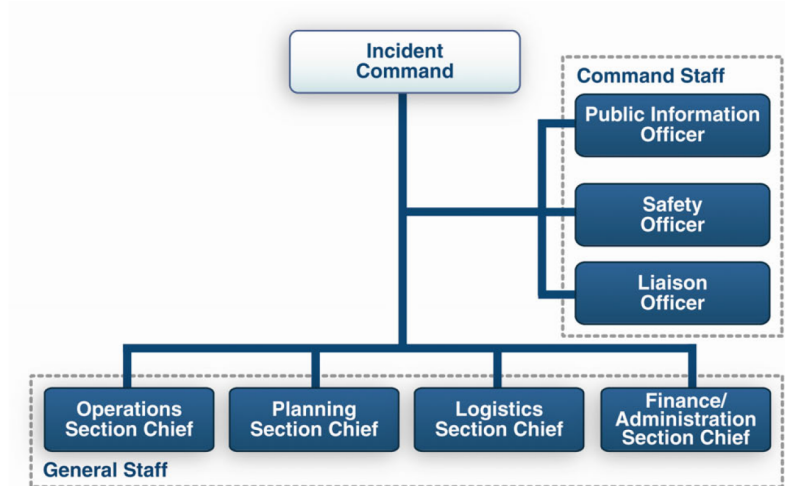 Incident
Command
Command Staff
Public Information
Officer
Safety
Officer
Liaison
Officer
Operations
Section Chief
Planning
Section Chief
Logistics
Section Chief
Finance/
Administration
Section Chief
General Staff